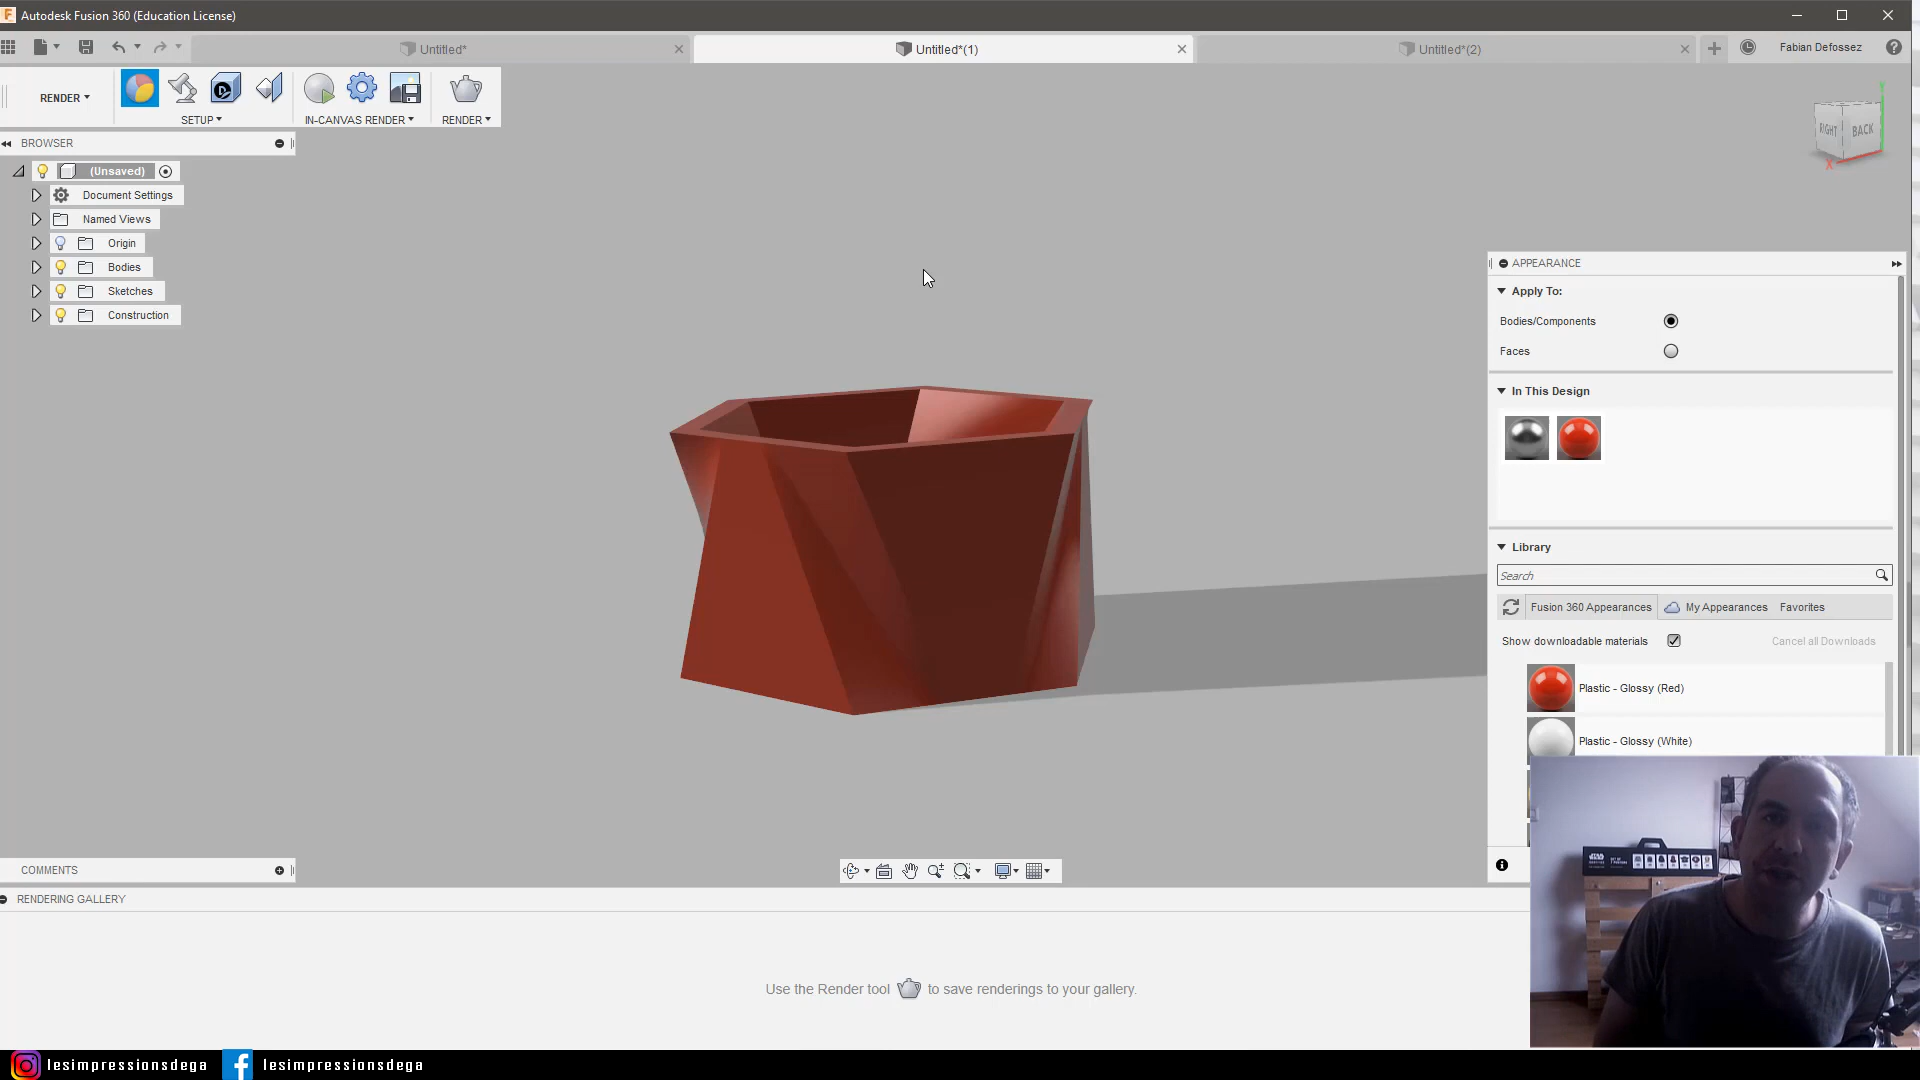 Autodesk Fusion 360 (Education License)
Untitled*
Untitled*(1)
Untitled*(2)
Fabian Defossez
RENDER
SETUP
IN-CANVAS RENDER
RENDER
RIGHT
BACK
Y
X
BROWSER
(Unsaved)
Document Settings
Named Views
Origin
Bodies
Sketches
Construction
APPEARANCE
Apply To:
Bodies/Components
Faces
In This Design
Library
Search
Fusion 360 Appearances
My Appearances
Favorites
Show downloadable materials
Cancel all Downloads
Plastic - Glossy (Red)
Plastic - Glossy (White)
COMMENTS
RENDERING GALLERY
Use the Render tool to save renderings to your gallery.
lesimpressionsdega
lesimpressionsdega